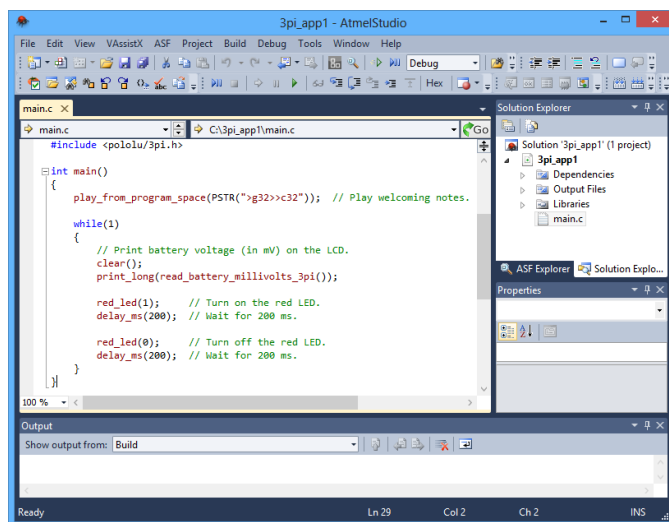 3pi_app1 - AtmelStudio
File Edit View VAssistX ASF Project Build Debug Tools Window Help
Debug
Hex
main.c
main.c C:\3pi_app1\main.c Go
#include <pololu/3pi.h>
int main()
{
play_from_program_space(PSTR(">g32>>c32"));  // Play welcoming notes.
while(1)
{
// Print battery voltage (in mV) on the LCD.
clear();
print_long(read_battery_millivolts_3pi());
red_led(1);     // Turn on the red LED.
delay_ms(200);  // Wait for 200 ms.
red_led(0);     // Turn off the red LED.
delay_ms(200);  // Wait for 200 ms.
}
}
100 %
Solution Explorer
Solution '3pi_app1' (1 project)
3pi_app1
Dependencies
Output Files
Libraries
main.c
ASF Explorer Solution Explo...
Properties
Output
Show output from: Build
Ready Ln 29 Col 2 Ch 2 INS